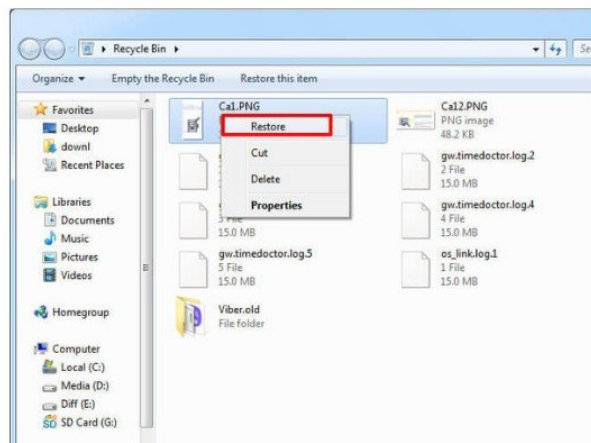 Recycle Bin
Se
Organize
Empty the Recycle Bin
Restore this item
Favorites
Desktop
downl
Recent Places
Libraries
Documents
Music
Pictures
Videos
Homegroup
Computer
Local (C:)
Media (D:)
Diff (E:)
SD Card (G:)
Ca1.PNG
Restore
Cut
Delete
Properties
15.0 MB
gw.timedoctor.log.5
5 File
15.0 MB
Viber.old
File folder
Ca12.PNG
PNG image
48.2 KB
gw.timedoctor.log.2
2 File
15.0 MB
gw.timedoctor.log.4
4 File
15.0 MB
os_link.log.1
1 File
15.0 MB